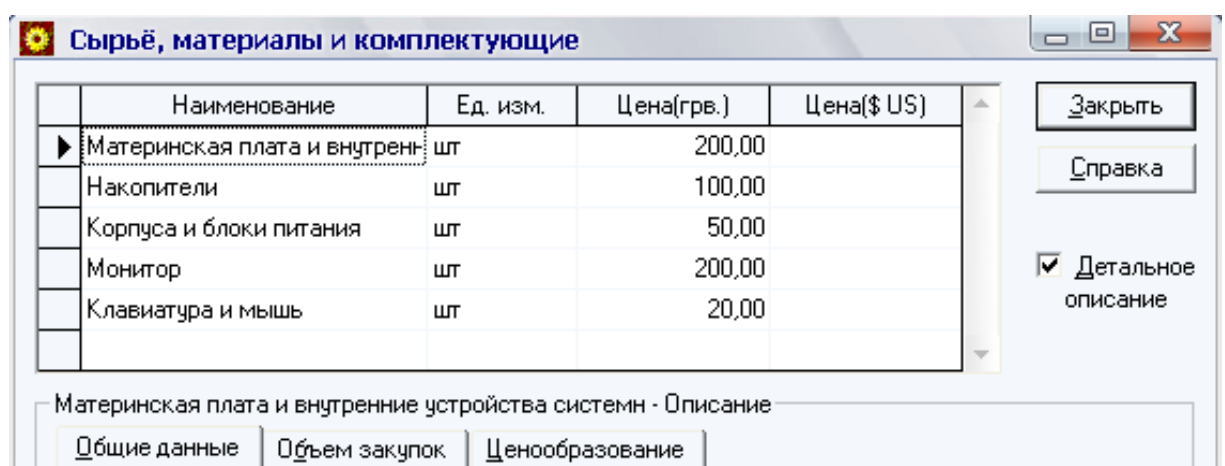 Сырьё, материалы и комплектующие
Наименование Ед. изм. Цена(грв.) Цена($ US)
Закрыть
Материнская плата и внутренн шт 200,00
Справка
Накопители шт 100,00
Корпуса и блоки питания шт 50,00
Монитор шт 200,00
Детальное
описание
Клавиатура и мышь шт 20,00
Материнская плата и внутренние устройства системн - Описание
Общие данные Объем закупок Ценообразование